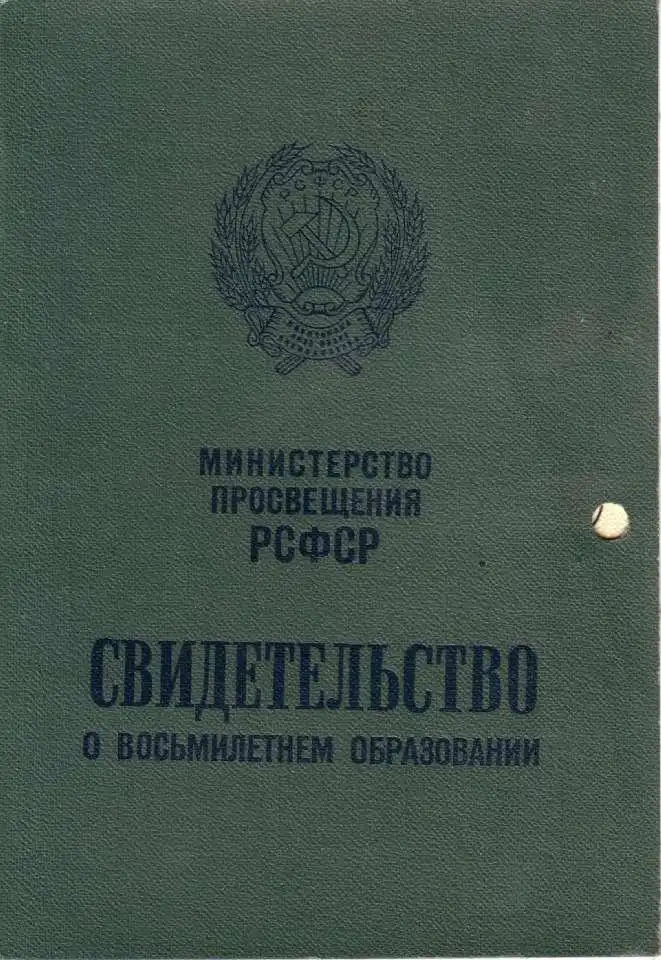 РСФСР
МИНИСТЕРСТВО
ПРОСВЕЩЕНИЯ
РСФСР
СВИДЕТЕЛЬСТВО
О ВОСЬМИЛЕТНЕМ ОБРАЗОВАНИИ